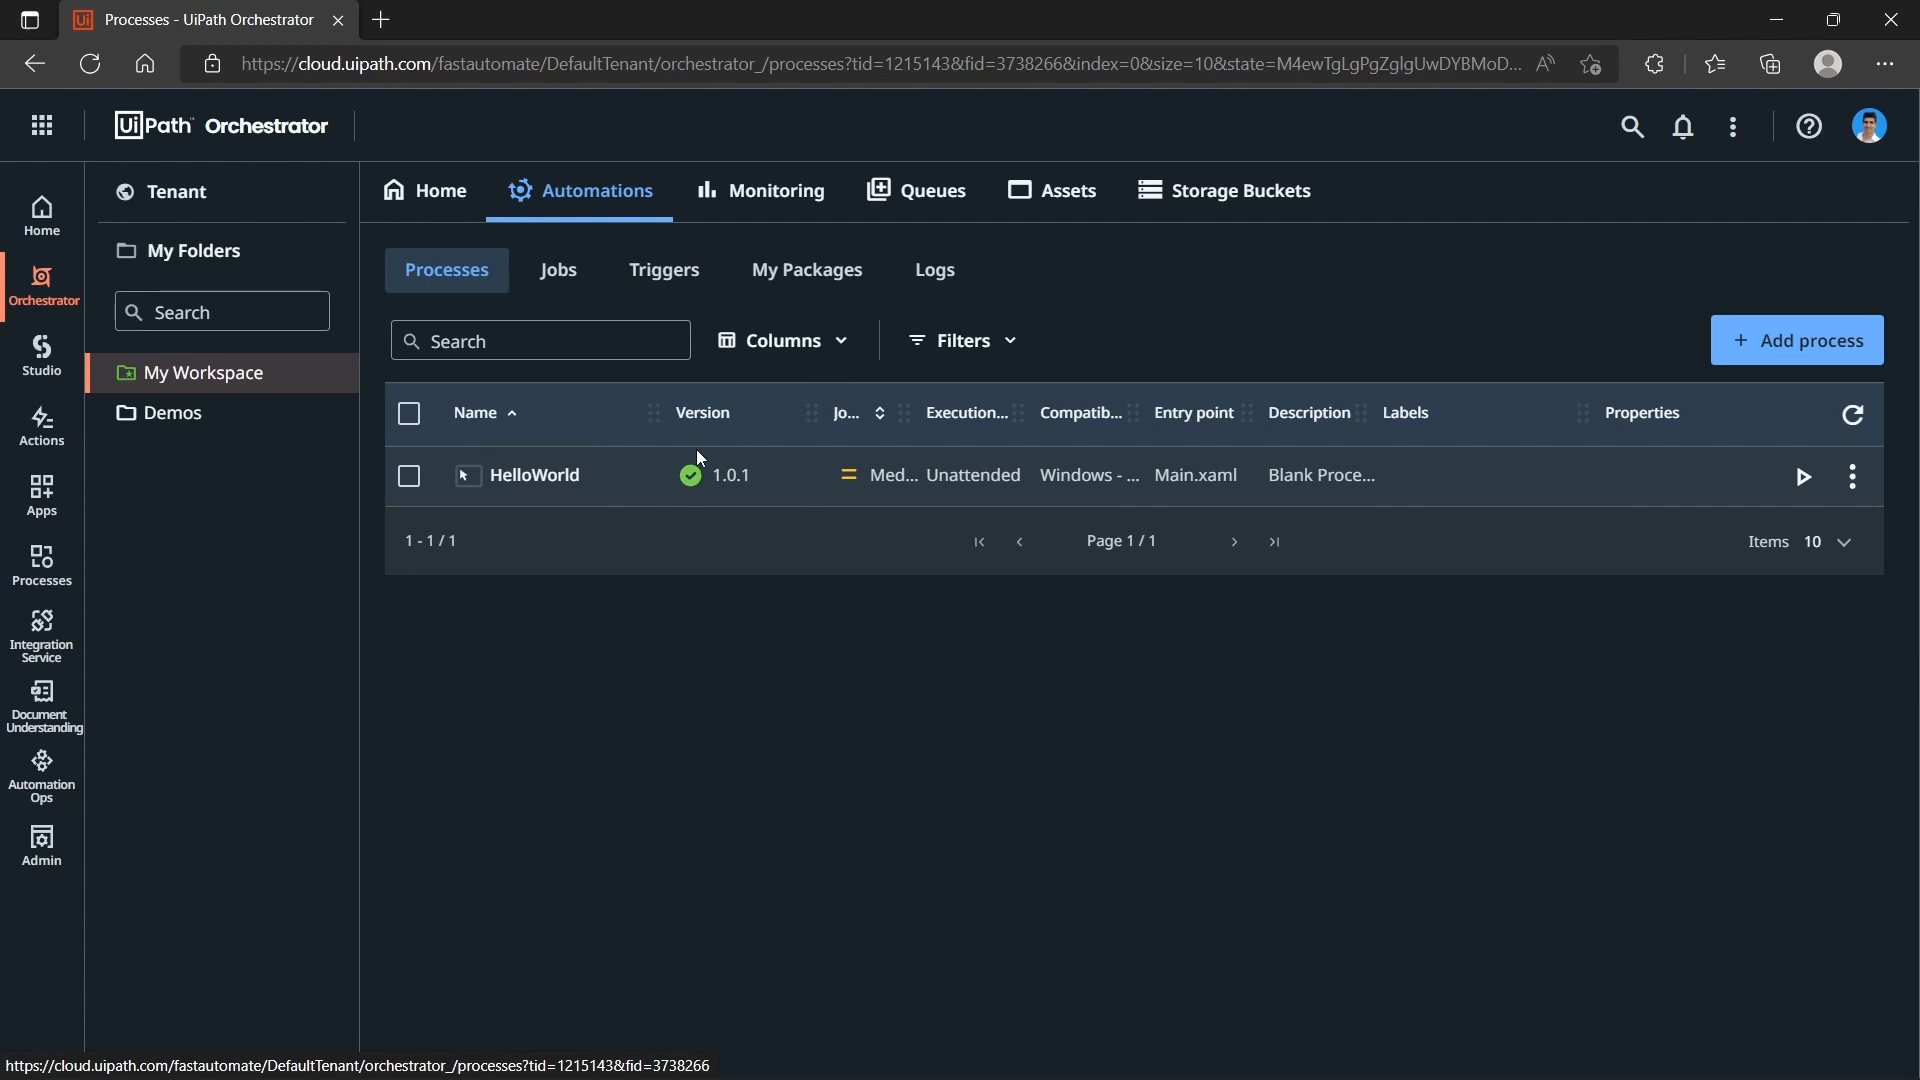 Processes - UiPath Orchestrator
https://cloud.uipath.com/fastautomate/DefaultTenant/orchestrator_/processes?tid=1215143&fid=3738266&index=0&size=10&state=M4ewTgLgPgZglgUwDYBMoD...
UiPath Orchestrator
Home
Orchestrator
Studio
Actions
Apps
Processes
Integration
Service
Document
Understanding
Automation
Ops
Admin
Tenant
My Folders
Search
My Workspace
Demos
Home Automations Monitoring Queues Assets Storage Buckets
Processes Jobs Triggers My Packages Logs
Search Columns Filters + Add process
Name Version Jo... Execution... Compatib... Entry point Description Labels Properties
HelloWorld 1.0.1 Med... Unattended Windows - ... Main.xaml Blank Proce...
1 - 1 / 1 Page 1 / 1 Items 10
https://cloud.uipath.com/fastautomate/DefaultTenant/orchestrator_/processes?tid=1215143&fid=3738266